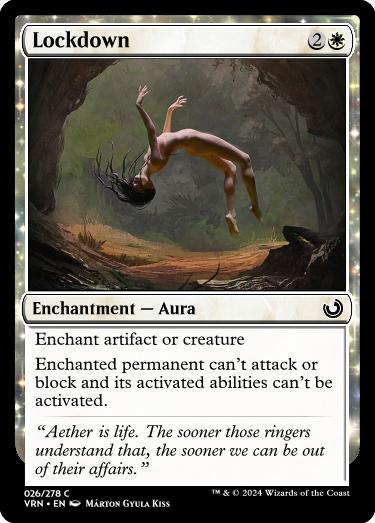 Lockdown 2
Enchantment — Aura
Enchant artifact or creature
Enchanted permanent can't attack or
block and its activated abilities can't be
activated.
“Aether is life. The sooner those ringers
understand that, the sooner we can be out
of their affairs.”
026/278 C ™ & © 2024 Wizards of the Coast
VRN • EN Márton Gyula Kiss